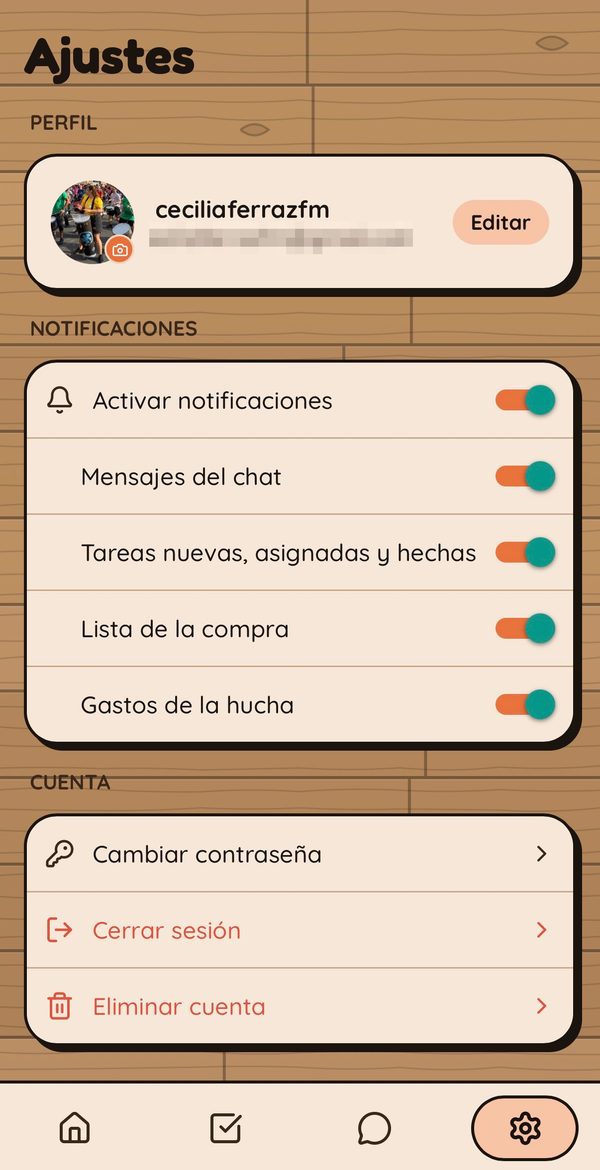 Ajustes
PERFIL
ceciliaferrazfm
Editar
NOTIFICACIONES
Activar notificaciones
Mensajes del chat
Tareas nuevas, asignadas y hechas
Lista de la compra
Gastos de la hucha
CUENTA
Cambiar contraseña
Cerrar sesión
Eliminar cuenta